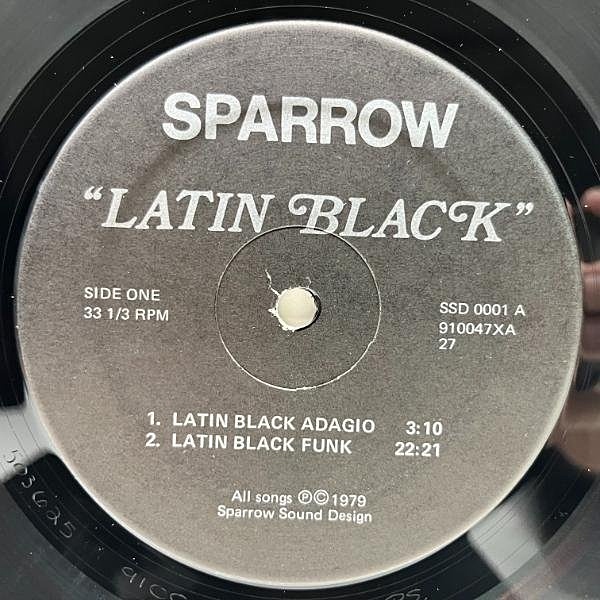 SPARROW
“LATIN BLACK”
SIDE ONE
33 1/3 RPM
SSD 0001 A
910047XA
27
1. LATIN BLACK ADAGIO 3:10
2. LATIN BLACK FUNK 22:21
All songs ℗©1979
Sparrow Sound Design